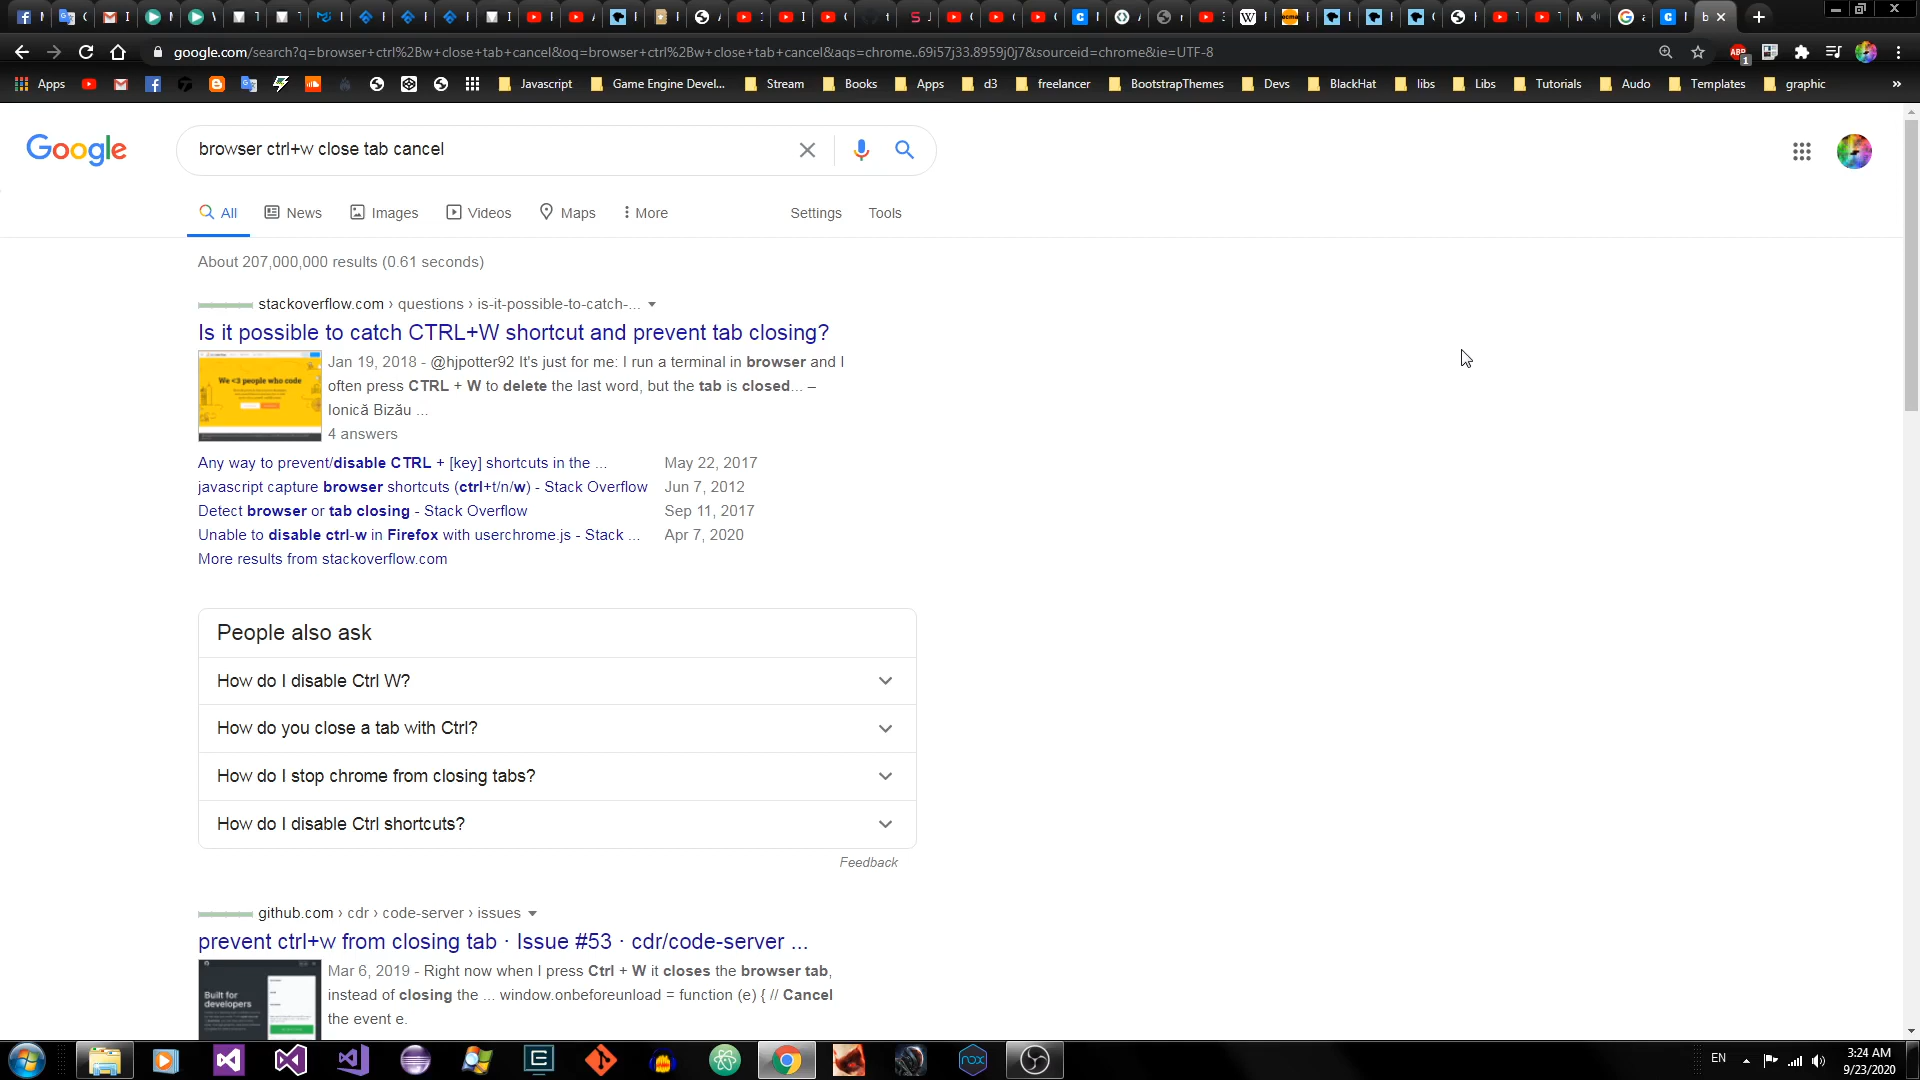 google.com/search?q=browser+ctrl%2Bw+close+tab+cancel&oq=browser+ctrl%2Bw+close+tab+cancel&aqs=chrome..69i57j33.8959j0j7&sourceid=chrome&ie=UTF-8
Apps Javascript Game Engine Devel... Stream Books Apps d3 freelancer BootstrapThemes Devs BlackHat libs Libs Tutorials Audo Templates graphic »
Google browser ctrl+w close tab cancel
All News Images Videos Maps More Settings Tools
About 207,000,000 results (0.61 seconds)
stackoverflow.com › questions › is-it-possible-to-catch-...
Is it possible to catch CTRL+W shortcut and prevent tab closing?
We <3 people who code
Jan 19, 2018 - @hjpotter92 It's just for me: I run a terminal in browser and I
often press CTRL + W to delete the last word, but the tab is closed... –
Ionică Bizău ...
4 answers
Any way to prevent/disable CTRL + [key] shortcuts in the ... May 22, 2017
javascript capture browser shortcuts (ctrl+t/n/w) - Stack Overflow Jun 7, 2012
Detect browser or tab closing - Stack Overflow Sep 11, 2017
Unable to disable ctrl-w in Firefox with userchrome.js - Stack ... Apr 7, 2020
More results from stackoverflow.com
People also ask
How do I disable Ctrl W?
How do you close a tab with Ctrl?
How do I stop chrome from closing tabs?
How do I disable Ctrl shortcuts?
Feedback
github.com › cdr › code-server › issues
prevent ctrl+w from closing tab · Issue #53 · cdr/code-server ...
Built for
developers
Mar 6, 2019 - Right now when I press Ctrl + W it closes the browser tab,
instead of closing the ... window.onbeforeunload = function (e) { // Cancel
the event e.
EN
3:24 AM
9/23/2020